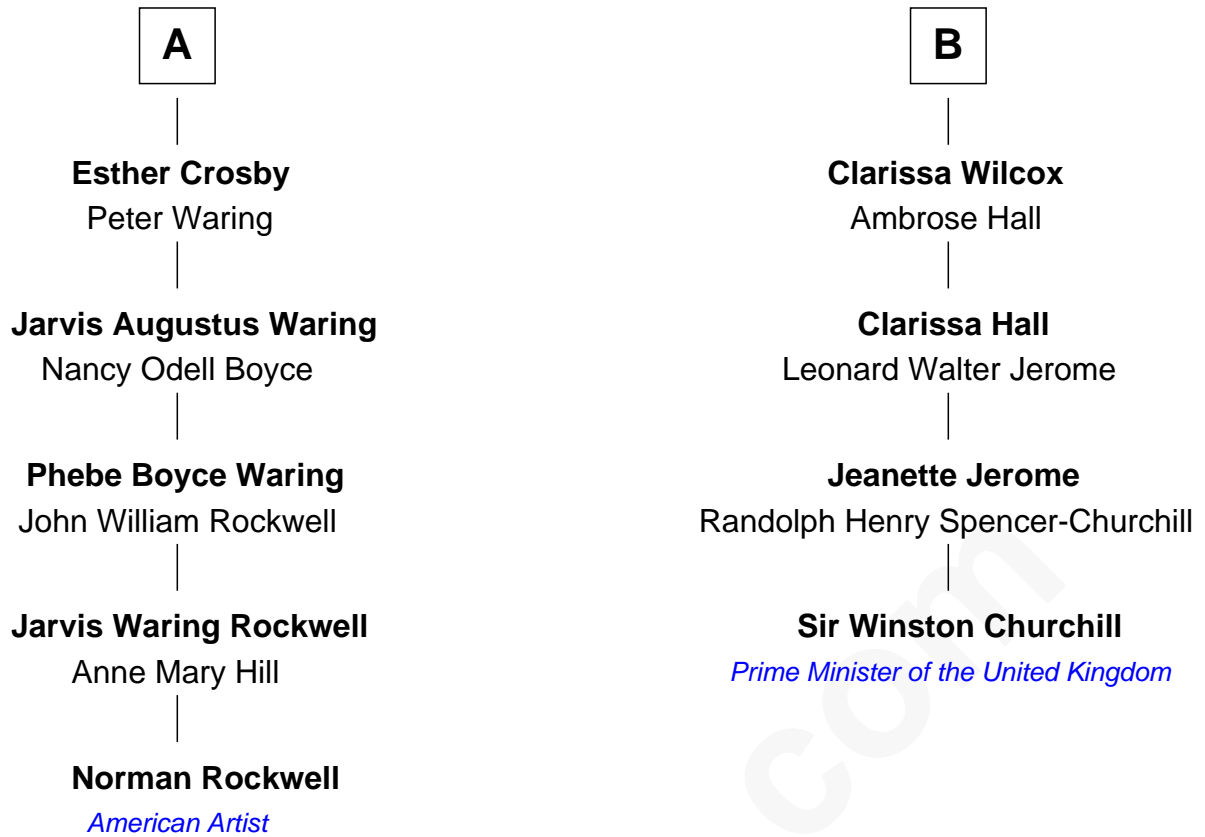 A
Esther Crosby
Peter Waring
Jarvis Augustus Waring
Nancy Odell Boyce
Phebe Boyce Waring
John William Rockwell
Jarvis Waring Rockwell
Anne Mary Hill
Norman Rockwell
American Artist
B
Clarissa Wilcox
Ambrose Hall
Clarissa Hall
Leonard Walter Jerome
Jeanette Jerome
Randolph Henry Spencer-Churchill
Sir Winston Churchill
Prime Minister of the United Kingdom
com